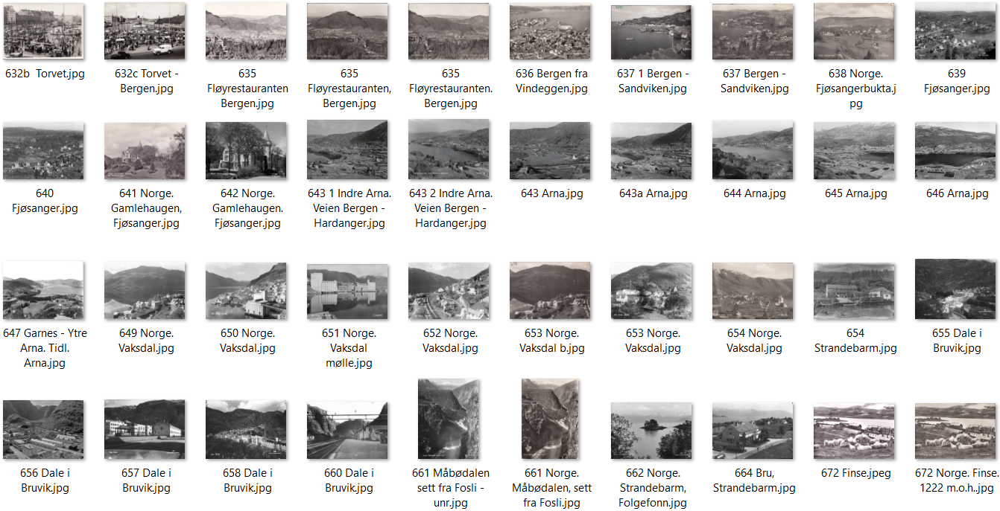 632b  Torvet.jpg
632c Torvet -
Bergen.jpg
635
Fløyrestauranten
Bergen.jpg
635
Fløyrestauranten,
Bergen.jpg
635
Fløyrestauranten.
Bergen.jpg
636 Bergen fra
Vindeggen.jpg
637 1 Bergen -
Sandviken.jpg
637 Bergen -
Sandviken.jpg
638 Norge.
Fjøsangerbukta.j
pg
639
Fjøsanger.jpg
640
Fjøsanger.jpg
641 Norge.
Gamlehaugen,
Fjøsanger.jpg
642 Norge.
Gamlehaugen.
Fjøsanger.jpg
643 1 Indre Arna.
Veien Bergen -
Hardanger.jpg
643 2 Indre Arna.
Veien Bergen -
Hardanger.jpg
643 Arna.jpg
643a Arna.jpg
644 Arna.jpg
645 Arna.jpg
646 Arna.jpg
647 Garnes - Ytre
Arna. Tidl.
Arna.jpg
649 Norge.
Vaksdal.jpg
650 Norge.
Vaksdal.jpg
651 Norge.
Vaksdal
mølle.jpg
652 Norge.
Vaksdal.jpg
653 Norge.
Vaksdal b.jpg
653 Norge.
Vaksdal.jpg
654 Norge.
Vaksdal.jpg
654
Strandebarm.jpg
655 Dale i
Bruvik.jpg
656 Dale i
Bruvik.jpg
657 Dale i
Bruvik.jpg
658 Dale i
Bruvik.jpg
660 Dale i
Bruvik.jpg
661 Måbødalen
sett fra Fosli -
unr.jpg
661 Norge.
Måbødalen, sett
fra Fosli.jpg
662 Norge.
Strandebarm,
Folgefonn.jpg
664 Bru,
Strandebarm.jpg
672 Finse.jpeg
672 Norge. Finse.
1222 m.o.h..jpg